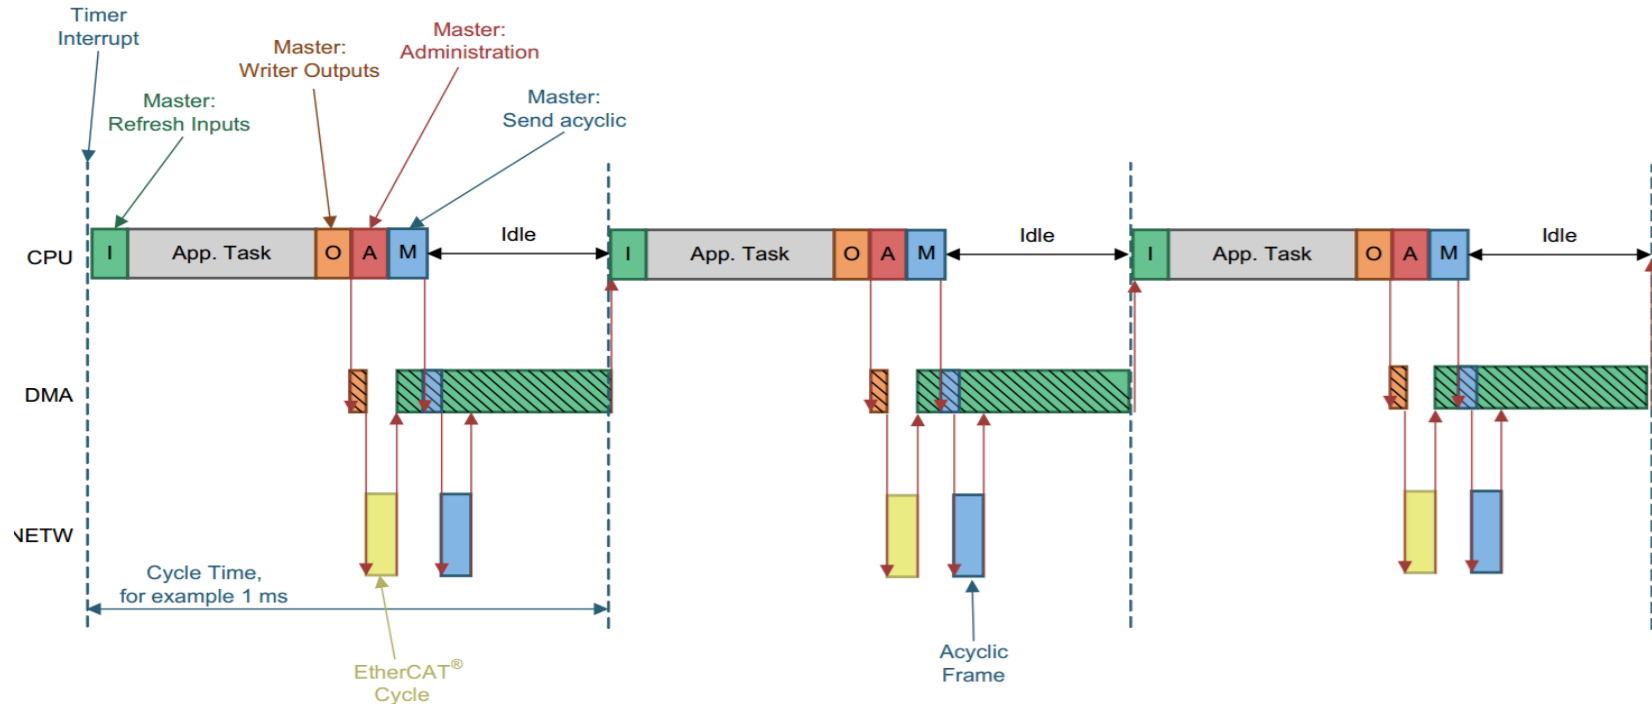 Timer
Interrupt
Master:
Writer Outputs
Master:
Administration
Master:
Refresh Inputs
Master:
Send acyclic
CPU
I
App. Task
O
A
M
Idle
I
App. Task
O
A
M
Idle
I
App. Task
O
A
M
Idle
DMA
NETW
Cycle Time,
for example 1 ms
EtherCAT®
Cycle
Acyclic
Frame